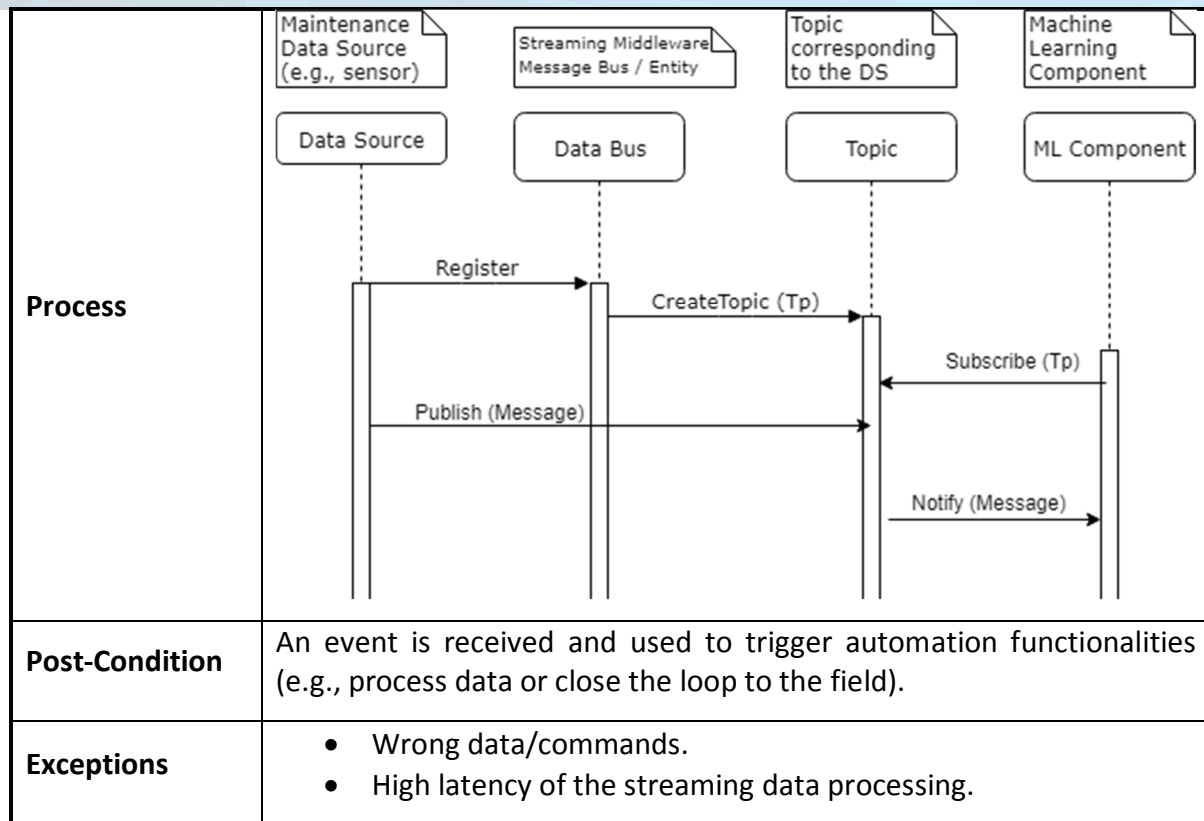 Process
Maintenance
Data Source
(e.g., sensor)
Streaming Middleware
Message Bus / Entity
Topic
corresponding
to the DS
Machine
Learning
Component
Data Source
Data Bus
Topic
ML Component
Register
CreateTopic (Tp)
Subscribe (Tp)
Publish (Message)
Notify (Message)
Post-Condition
An event is received and used to trigger automation functionalities
(e.g., process data or close the loop to the field).
Exceptions
• Wrong data/commands.
• High latency of the streaming data processing.